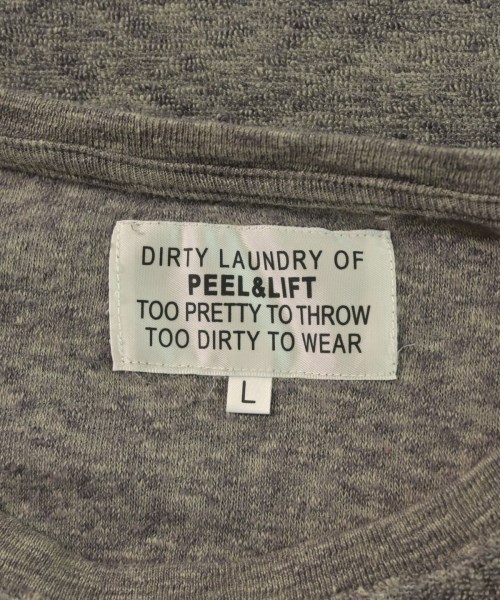 DIRTY LAUNDRY OF
PEEL&LIFT
TOO PRETTY TO THROW
TOO DIRTY TO WEAR
L